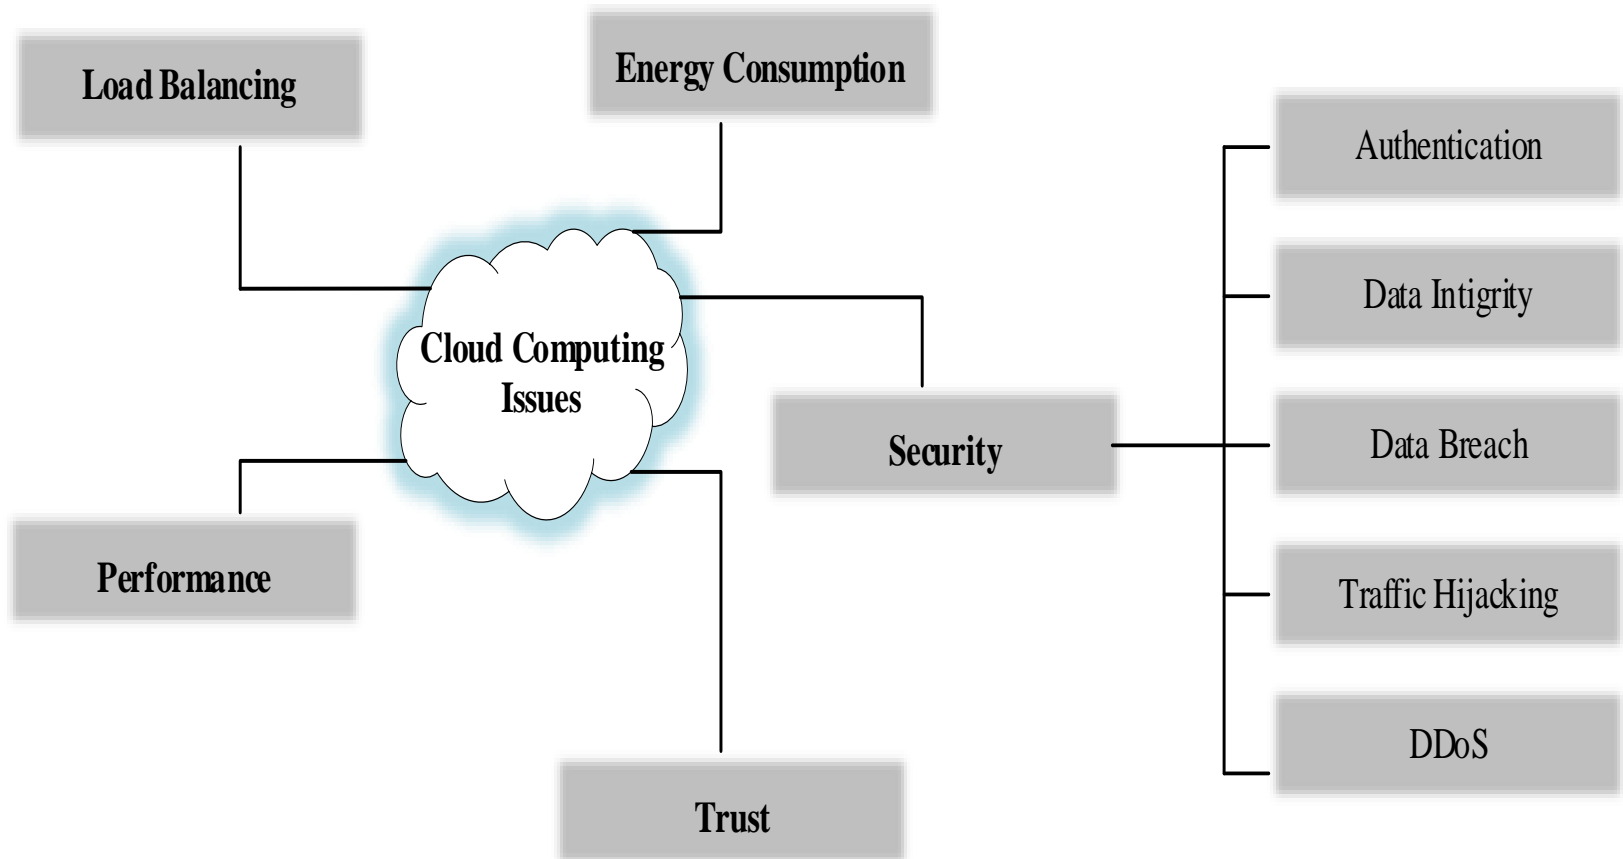 Load Balancing
Energy Consumption
Authentication
Data Intigrity
Cloud Computing
Issues
Security
Data Breach
Performance
Traffic Hijacking
DDoS
Trust